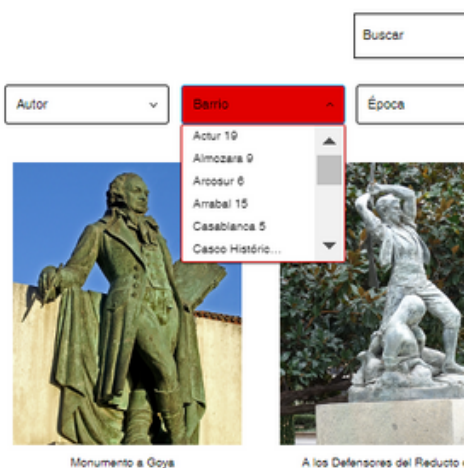 Buscar
Autor
Barrio
Época
Actur 19
Almozara 9
Arcosur 6
Arrabal 15
Casablanca 5
Casco Históric...
Monumento a Goya
A los Defensores del Reducto